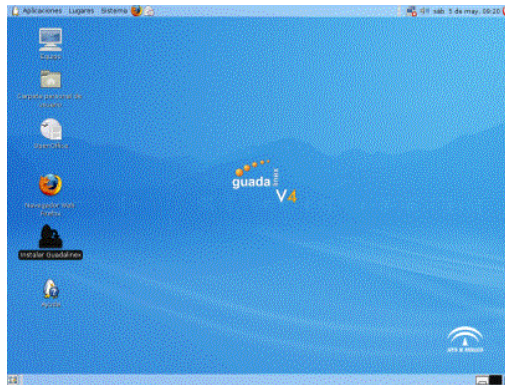 Aplicaciones Lugares Sistema
sáb 5 de may, 09:20
Equipo
Carpeta personal de
OpenOffice
Navegador Web
Firefox
Instalar Guadalinex
Ayuda
guada
linex
V4